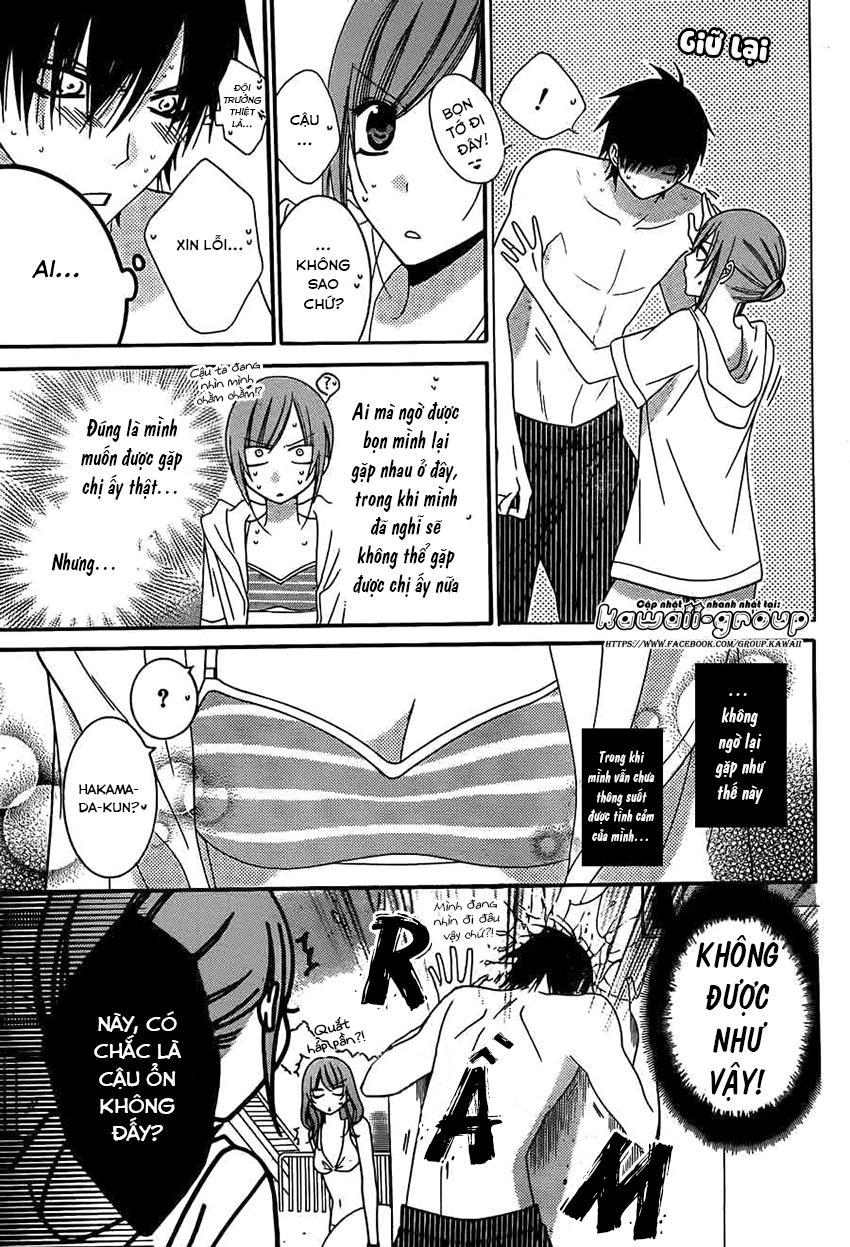 GIỮ LẠI
!
BỌN
TỚ ĐI
ĐÂY!
CẬU
...
...
KHÔNG
SAO
CHỨ?
ĐỘI
TRƯỞNG
THIỆT
LÀ...
XIN LỖI...
AI...
?
Ai mà ngờ được
bọn mình lại
gặp nhau ở đây,
trong khi mình
đã nghĩ sẽ
không thể gặp
được chị ấy nữa
Cậu ta đang
nhìn mình
chằm chằm!?
Đúng là mình
muốn được gặp
chị ấy thật...
Nhưng...
Cập nhật nhanh nhất tại:
kawaii-group
HTTPS://WWW.FACEBOOK.COM/GROUP.KAWAII
...
không
ngờ lại
gặp như
thế này
Trong khi
mình vẫn chưa
thông suốt
được tình cảm
của mình...
?
HAKAMA-
DA-KUN?
KHÔNG
ĐƯỢC
NHƯ
VẬY!
Mình đang
nhìn đi đâu
vậy chứ?!
RẦM
Quất
hấp pần?!
NÀY, CÓ
CHẮC LÀ
CẬU ỔN
KHÔNG
ĐẤY?